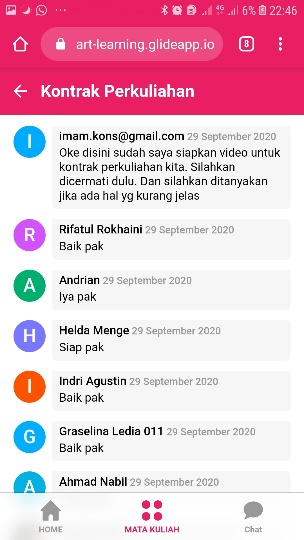 4G 6% 22:46
art-learning.glideapp.io 8
Kontrak Perkuliahan
I imam.kons@gmail.com 29 September 2020
Oke disini sudah saya siapkan video untuk
kontrak perkuliahan kita. Silahkan
dicermati dulu. Dan silahkan ditanyakan
jika ada hal yg kurang jelas
R Rifatul Rokhaini 29 September 2020
Baik pak
A Andrian 29 September 2020
Iya pak
H Helda Menge 29 September 2020
Siap pak
I Indri Agustin 29 September 2020
Baik pak
G Graselina Ledia 011 29 September 2020
Baik pak
A Ahmad Nabil 29 September 2020
HOME MATA KULIAH Chat